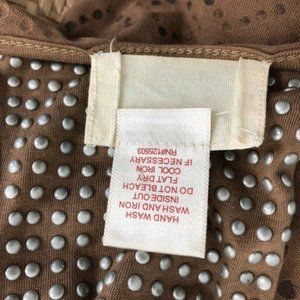 HAND WASH
WASH AND IRON
INSIDE OUT
DO NOT BLEACH
FLAT DRY
COOL IRON
IF NECESSARY
RN#125503